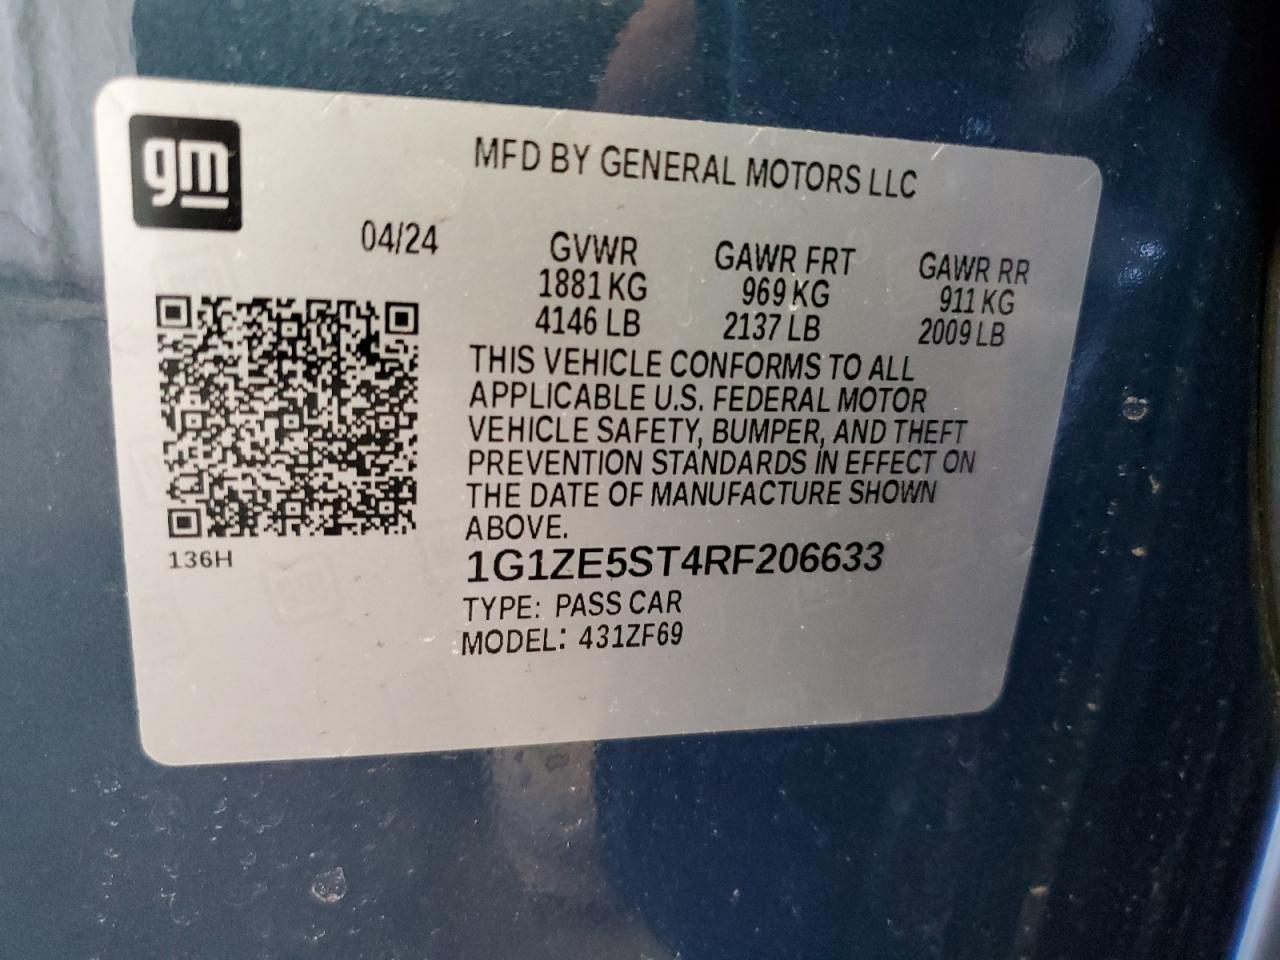 gm
MFD BY GENERAL MOTORS LLC
04/24 GVWR GAWR FRT GAWR RR
1881 KG 969 KG 911 KG
4146 LB 2137 LB 2009 LB
THIS VEHICLE CONFORMS TO ALL
APPLICABLE U.S. FEDERAL MOTOR
VEHICLE SAFETY, BUMPER, AND THEFT
PREVENTION STANDARDS IN EFFECT ON
THE DATE OF MANUFACTURE SHOWN
ABOVE.
136H
1G1ZE5ST4RF206633
TYPE: PASS CAR
MODEL: 431ZF69